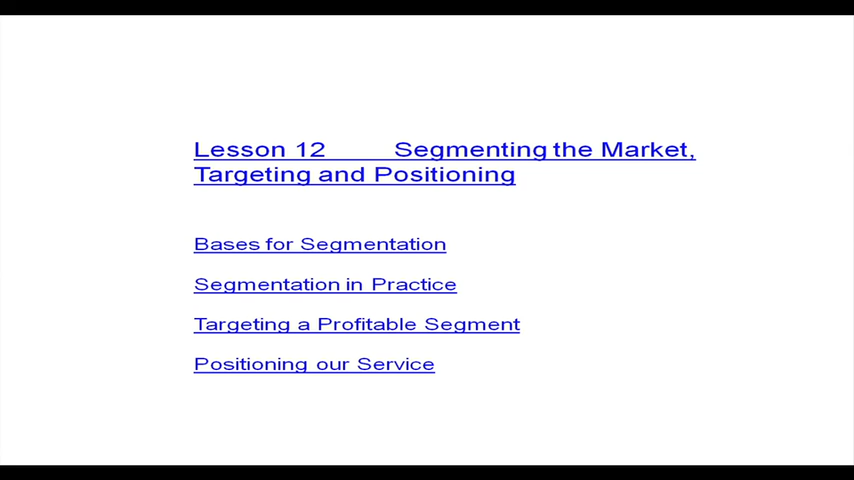 Lesson 12 Segmenting the Market,
Targeting and Positioning
Bases for Segmentation
Segmentation in Practice
Targeting a Profitable Segment
Positioning our Service